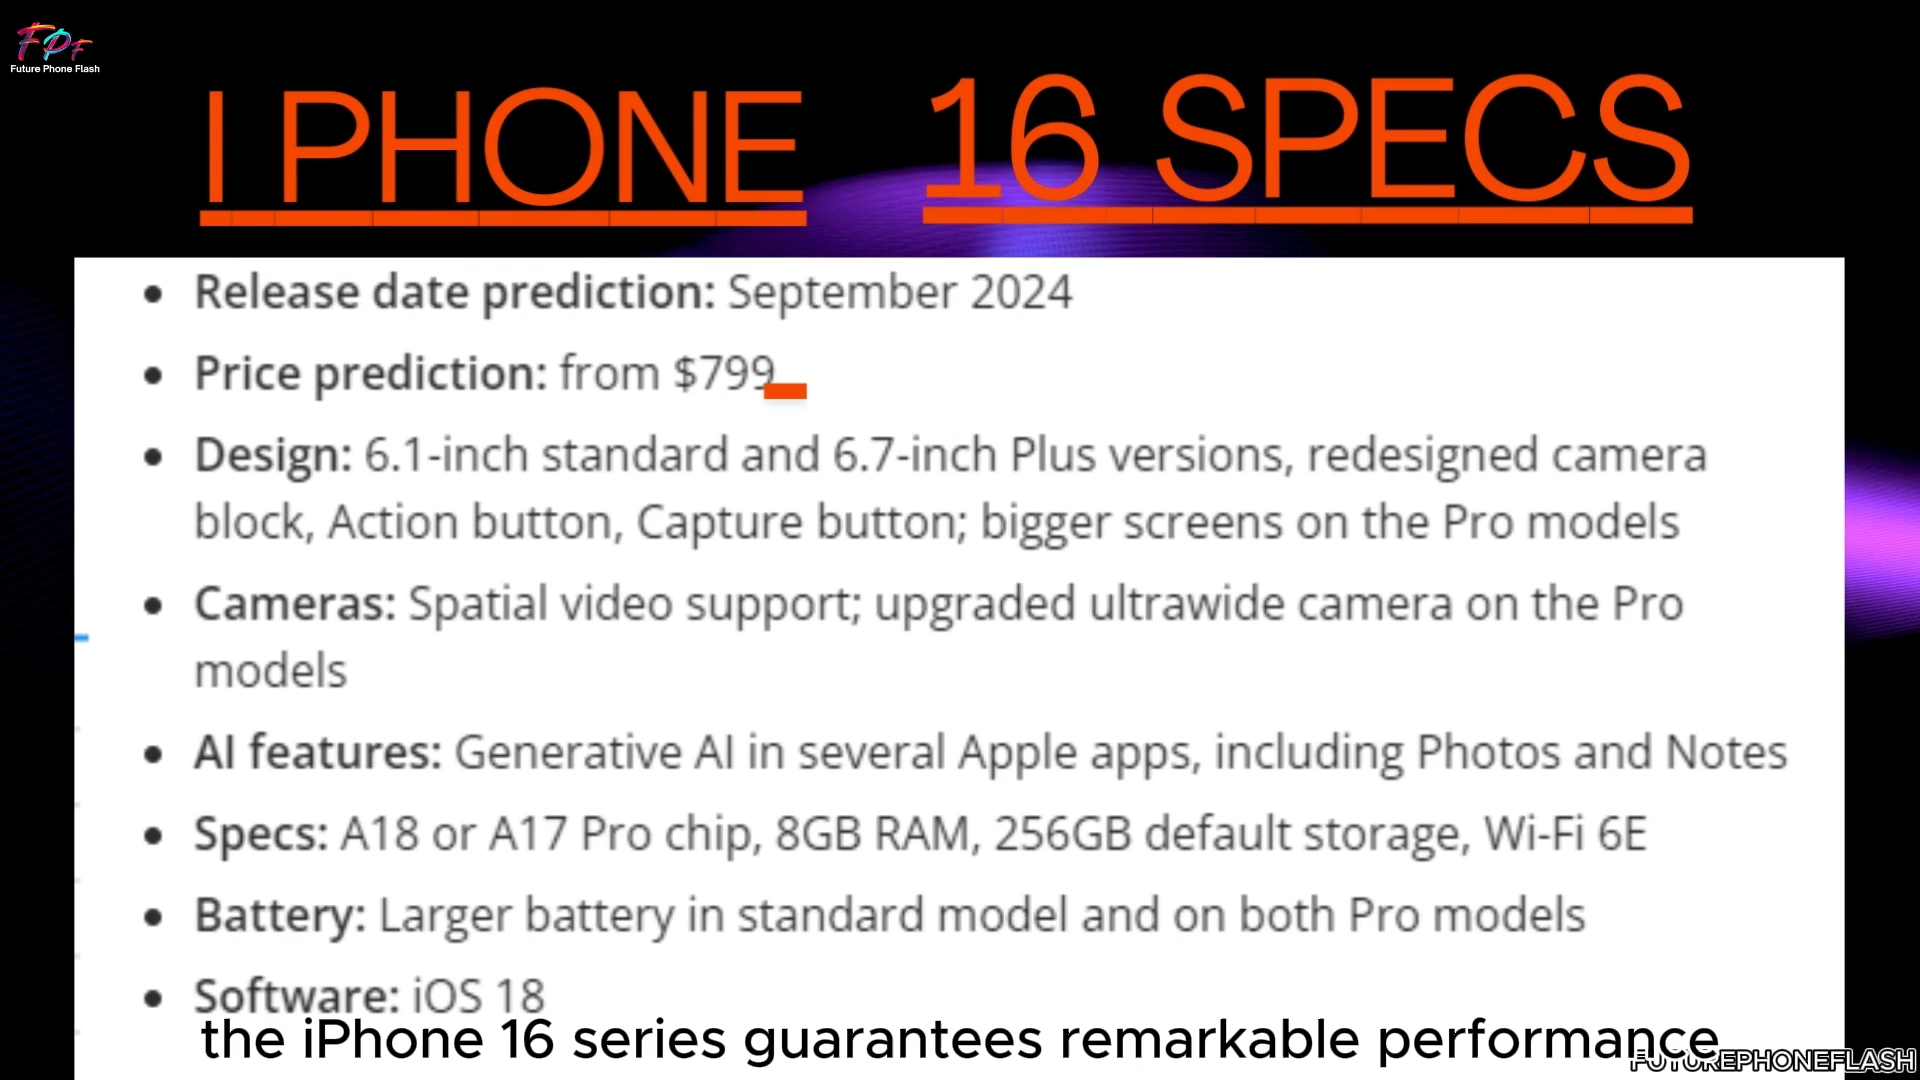 FPF
Future Phone Flash
I PHONE 16 SPECS
• Release date prediction: September 2024
• Price prediction: from $799
• Design: 6.1-inch standard and 6.7-inch Plus versions, redesigned camera
block, Action button, Capture button; bigger screens on the Pro models
• Cameras: Spatial video support; upgraded ultrawide camera on the Pro
models
• AI features: Generative AI in several Apple apps, including Photos and Notes
• Specs: A18 or A17 Pro chip, 8GB RAM, 256GB default storage, Wi-Fi 6E
• Battery: Larger battery in standard model and on both Pro models
• Software: iOS 18
the iPhone 16 series guarantees remarkable performance
FUTUREPHONEFLASH